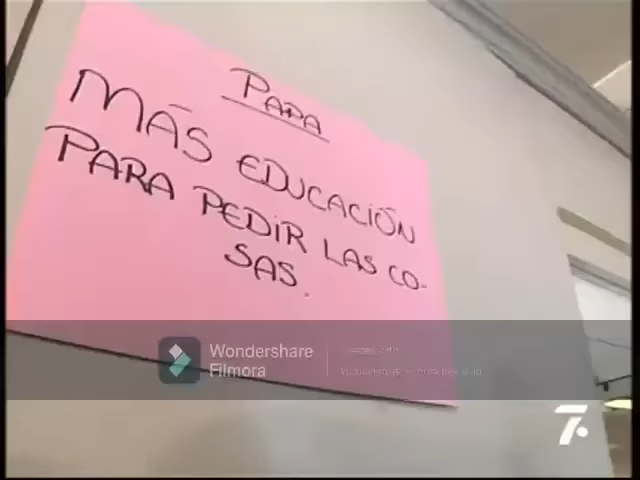 PAPA
MÁS EDUCACIÓN
PARA PEDIR LAS CO-
SAS.
Wondershare
Filmora
7.